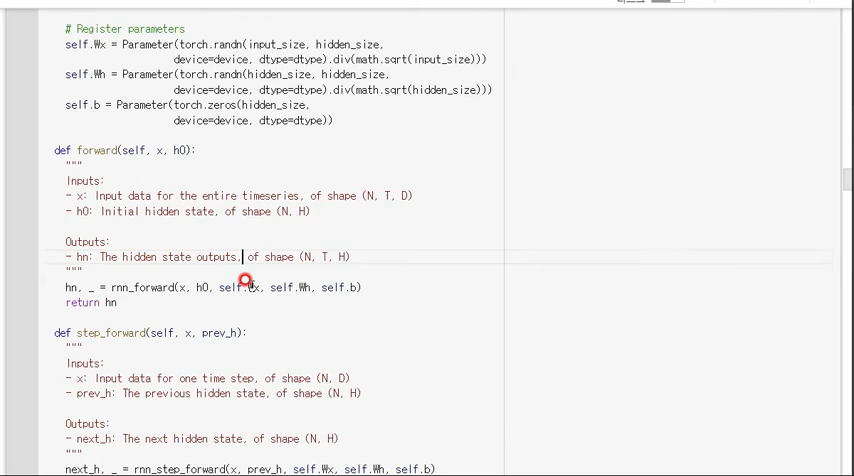 # Register parameters
self.Wx = Parameter(torch.randn(input_size, hidden_size,
device=device, dtype=dtype).div(math.sqrt(input_size)))
self.Wh = Parameter(torch.randn(hidden_size, hidden_size,
device=device, dtype=dtype).div(math.sqrt(hidden_size)))
self.b = Parameter(torch.zeros(hidden_size,
device=device, dtype=dtype))
def forward(self, x, h0):
"""
Inputs:
- x: Input data for the entire timeseries, of shape (N, T, D)
- h0: Initial hidden state, of shape (N, H)
Outputs:
- hn: The hidden state outputs, of shape (N, T, H)
"""
hn, _ = rnn_forward(x, h0, self.Wx, self.Wh, self.b)
return hn
def step_forward(self, x, prev_h):
"""
Inputs:
- x: Input data for one time step, of shape (N, D)
- prev_h: The previous hidden state, of shape (N, H)
Outputs:
- next_h: The next hidden state, of shape (N, H)
"""
next_h, _ = rnn_step_forward(x, prev_h, self.Wx, self.Wh, self.b)